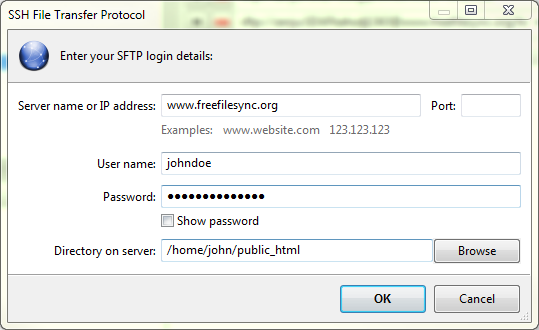 SSH File Transfer Protocol
Enter your SFTP login details:
Server name or IP address: www.freefilesync.org Port:
Examples: www.website.com 123.123.123
User name: johndoe
Password: ●●●●●●●●●●●●●●
Show password
Directory on server: /home/john/public_html Browse
OK Cancel